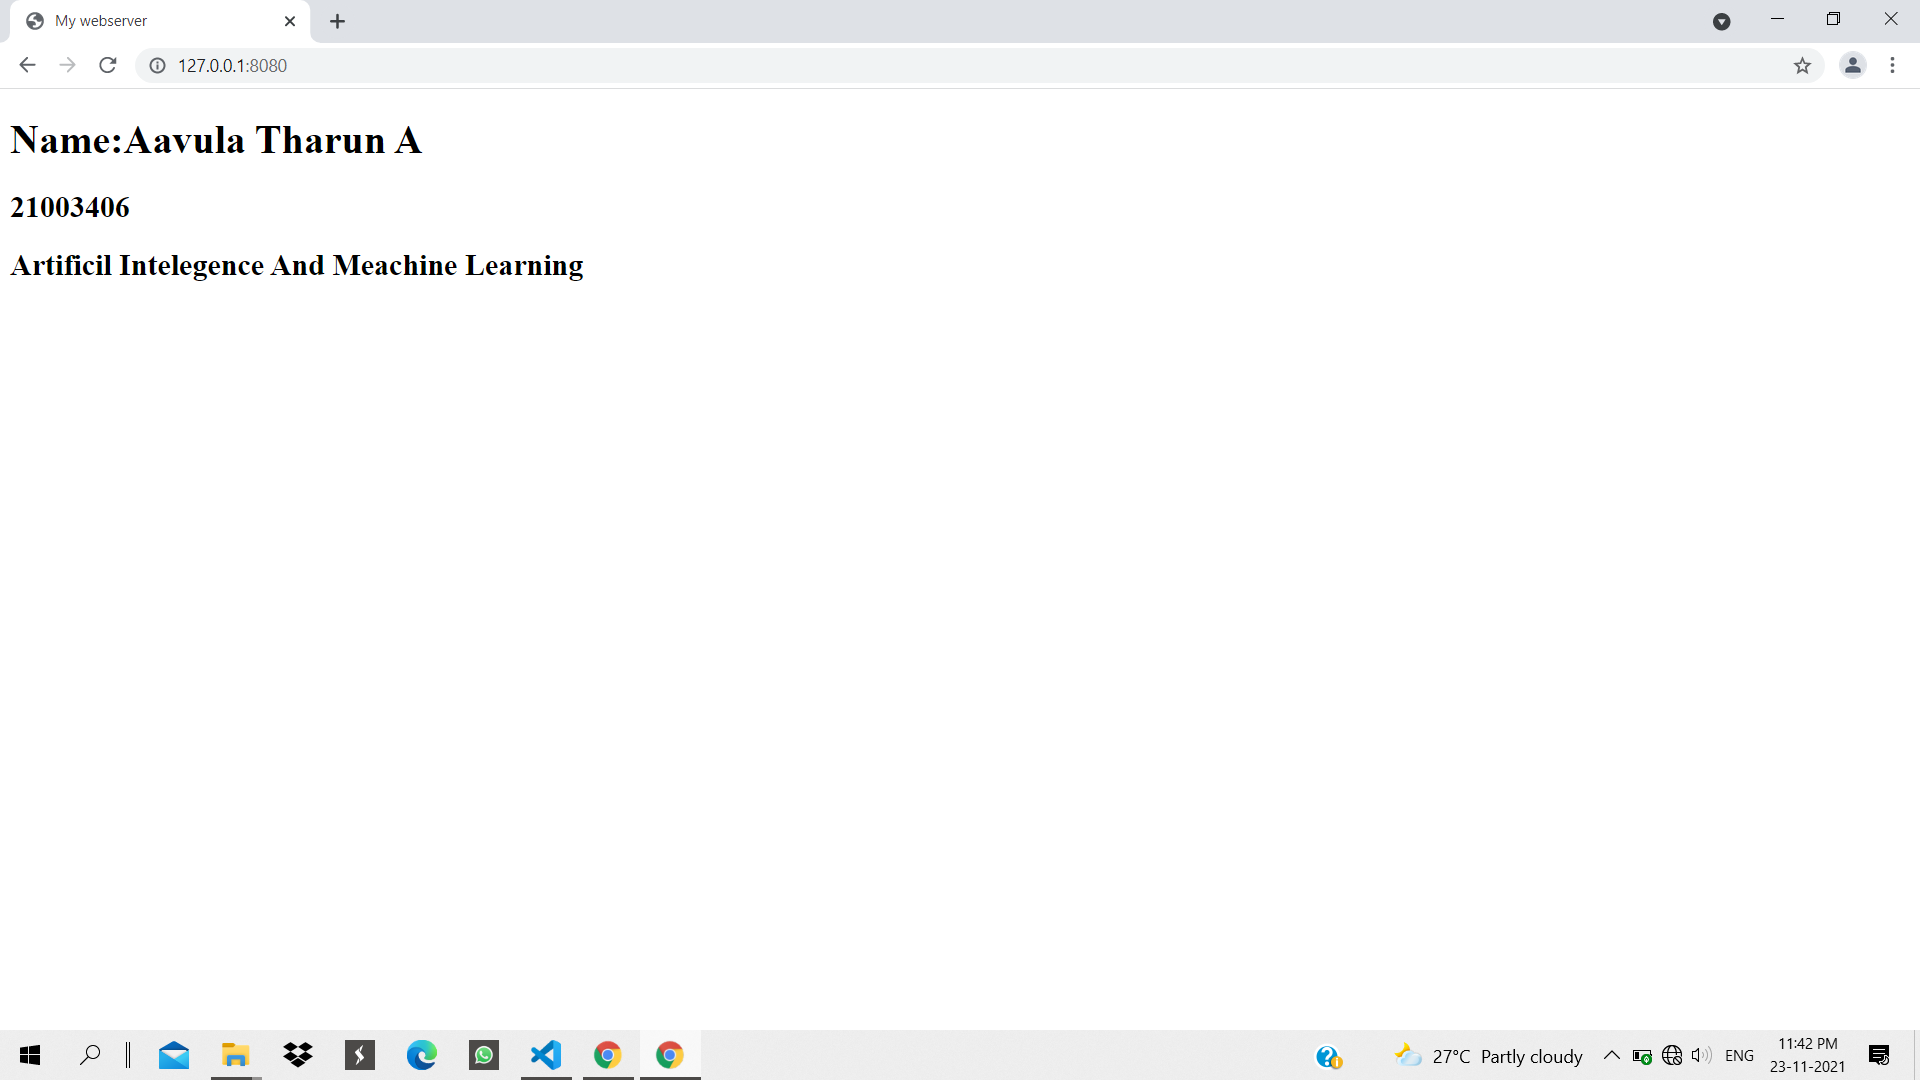 My webserver
127.0.0.1:8080
Name:Aavula Tharun A
21003406
Artificil Intelegence And Meachine Learning
27°C Partly cloudy
ENG
11:42 PM
23-11-2021